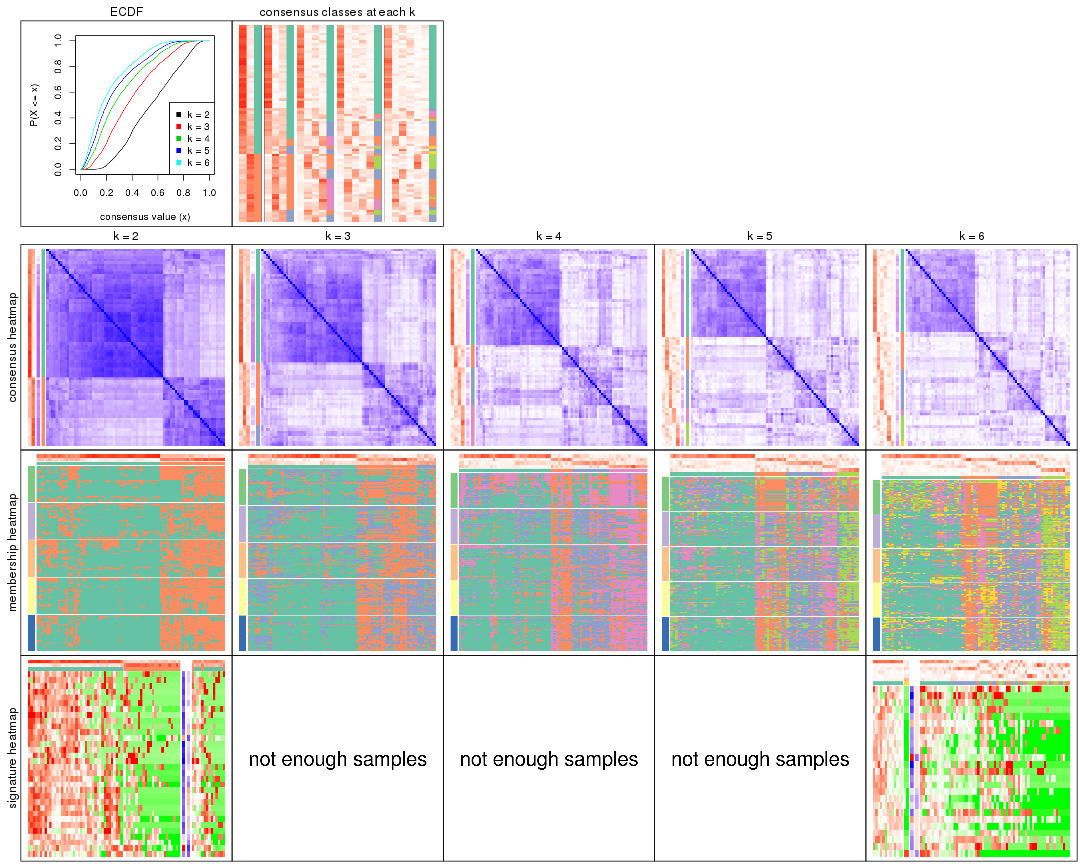 ECDF
consensus classes at each k
P(X <= x)
0.0 0.2 0.4 0.6 0.8 1.0
k = 2
k = 3
k = 4
k = 5
k = 6
0.0 0.2 0.4 0.6 0.8 1.0
consensus value (x)
k = 2 k = 3 k = 4 k = 5 k = 6
consensus heatmap
membership heatmap
signature heatmap
not enough samples not enough samples not enough samples